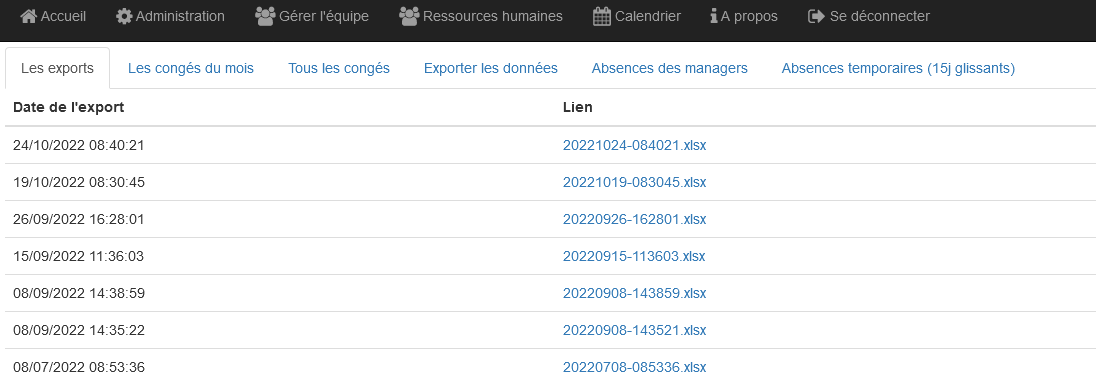 Accueil Administration Gérer l'équipe Ressources humaines Calendrier A propos Se déconnecter
Les exports Les congés du mois Tous les congés Exporter les données Absences des managers Absences temporaires (15j glissants)
Date de l'export Lien
24/10/2022 08:40:21 20221024-084021.xlsx
19/10/2022 08:30:45 20221019-083045.xlsx
26/09/2022 16:28:01 20220926-162801.xlsx
15/09/2022 11:36:03 20220915-113603.xlsx
08/09/2022 14:38:59 20220908-143859.xlsx
08/09/2022 14:35:22 20220908-143521.xlsx
08/07/2022 08:53:36 20220708-085336.xlsx